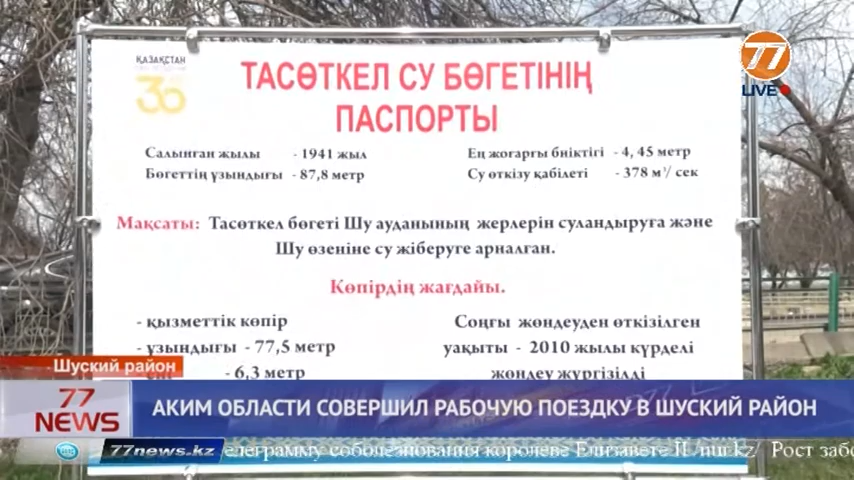 ҚАЗАҚСТАН
30
ТАСӨТКЕЛ СУ БӨГЕТІНІҢ
ПАСПОРТЫ
77
LIVE
Салынған жылы - 1941 жыл
Бөгеттің ұзындығы - 87,8 метр
Ең жоғарғы биіктігі - 4, 45 метр
Су өткізу қабілеті - 378 м³/ сек
Мақсаты: Тасөткел бөгеті Шу ауданының жерлерін суландыруға және
Шу өзеніне су жіберуге арналған.
Көпірдің жағдайы.
- қызметтік көпір
- ұзындығы - 77,5 метр
- 6,3 метр
Соңғы жөндеуден өткізілген
уақыты - 2010 жылы күрделі
жөндеу жүргізілді
Шуский район
77
NEWS
АКИМ ОБЛАСТИ СОВЕРШИЛ РАБОЧУЮ ПОЕЗДКУ В ШУСКИЙ РАЙОН
77news.kz
елеграмму соболезнования королеве Елизавете II nur.kz/ Рост забо